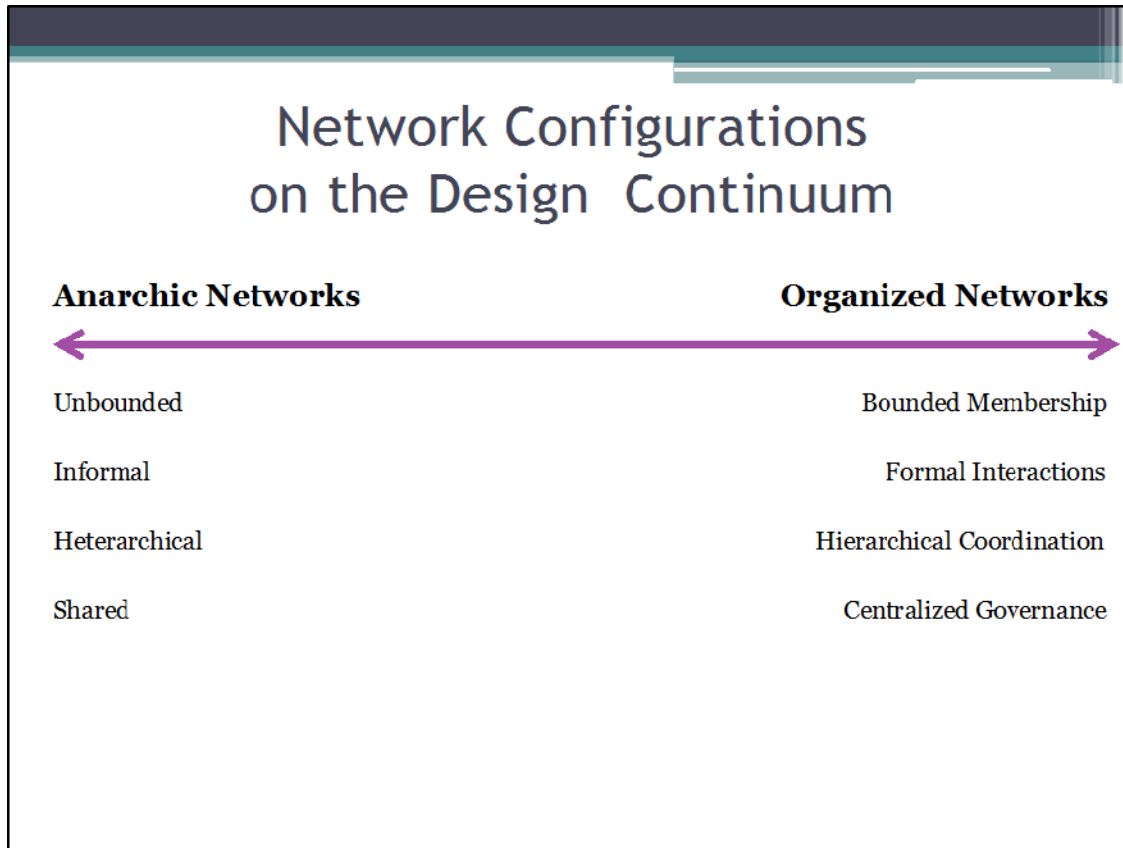 Network Configurations
on the Design Continuum
Anarchic Networks Organized Networks
Unbounded Bounded Membership
Informal Formal Interactions
Heterarchical Hierarchical Coordination
Shared Centralized Governance